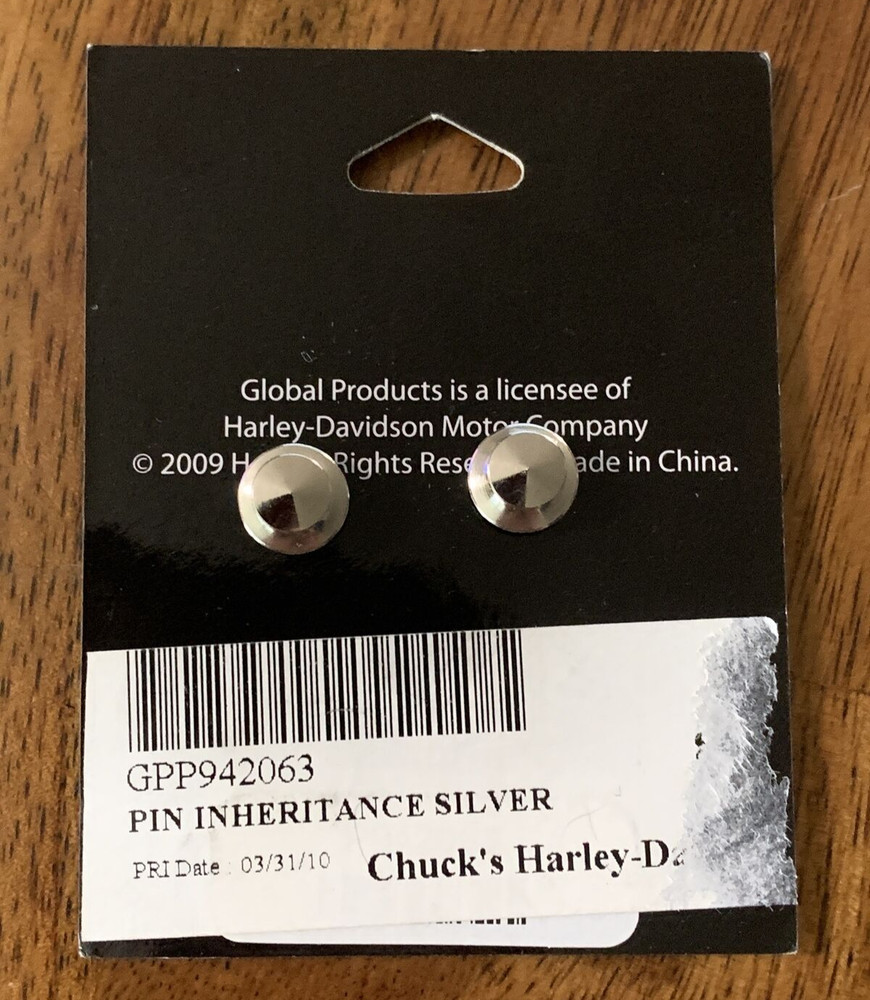 Global Products is a licensee of
Harley-Davidson Motor Company
© 2009 H Rights Rese ade in China.
GPP942063
PIN INHERITANCE SILVER
PRI Date : 03/31/10
Chuck's Harley-Da